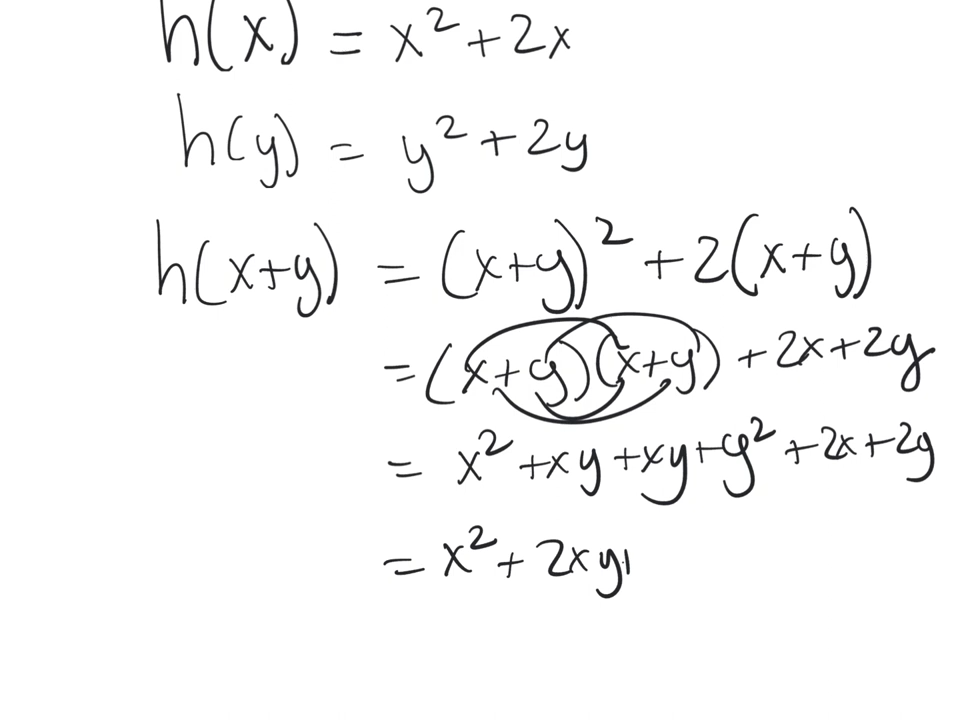 h(x) = x² + 2x
h(y) = y² + 2y
h(x+y) = (x+y)² + 2(x+y)
= (x+y)(x+y) + 2x + 2y
= x² + xy + xy + y² + 2x + 2y
= x² + 2xy